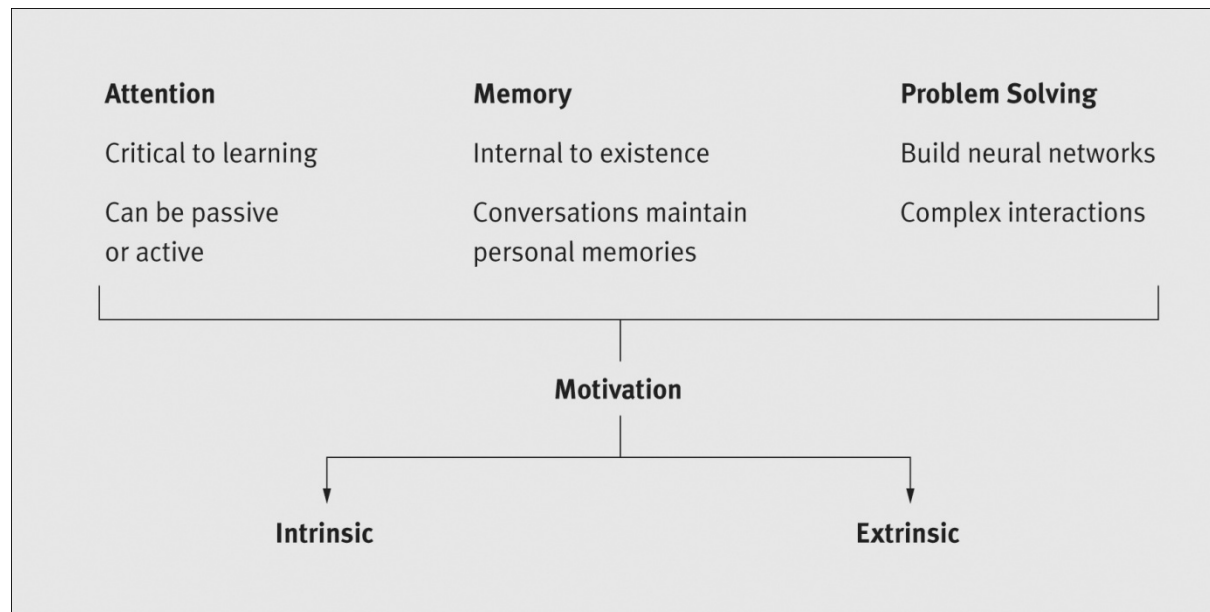 Attention
Critical to learning
Can be passive
or active
Memory
Internal to existence
Conversations maintain
personal memories
Problem Solving
Build neural networks
Complex interactions
Motivation
Intrinsic
Extrinsic